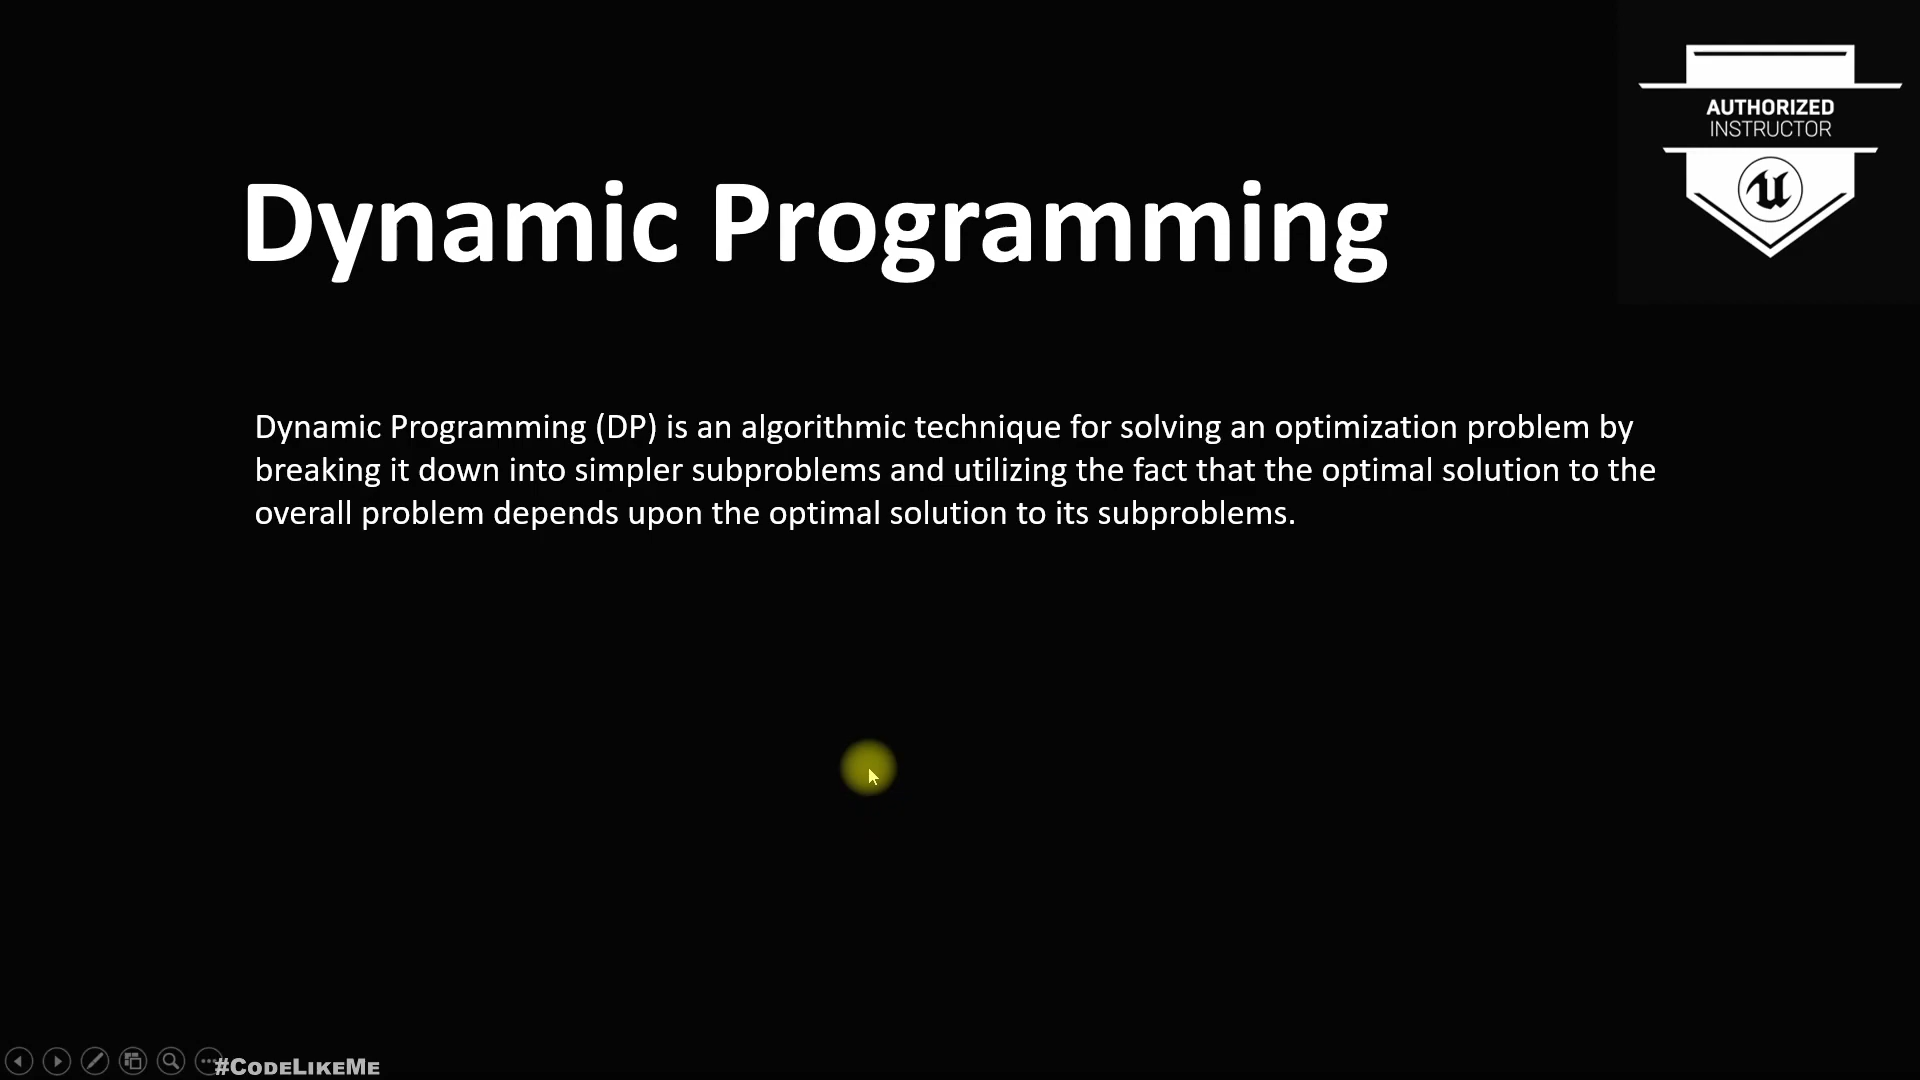 AUTHORIZED
INSTRUCTOR
Dynamic Programming
Dynamic Programming (DP) is an algorithmic technique for solving an optimization problem by
breaking it down into simpler subproblems and utilizing the fact that the optimal solution to the
overall problem depends upon the optimal solution to its subproblems.
#CodeLikeMe